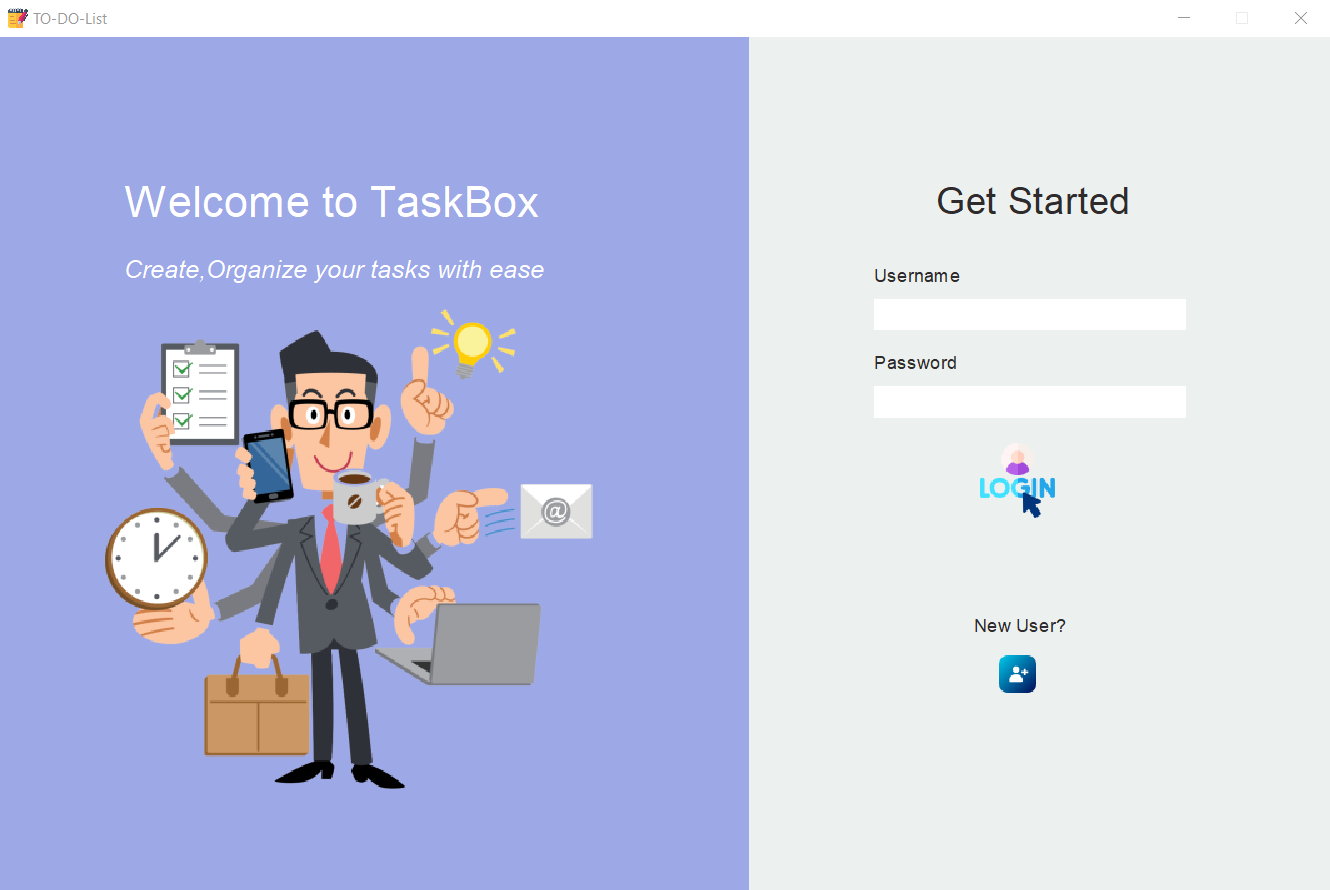 TO-DO-List
Welcome to TaskBox
Create,Organize your tasks with ease
@
Get Started
Username
Password
LOGIN
New User?